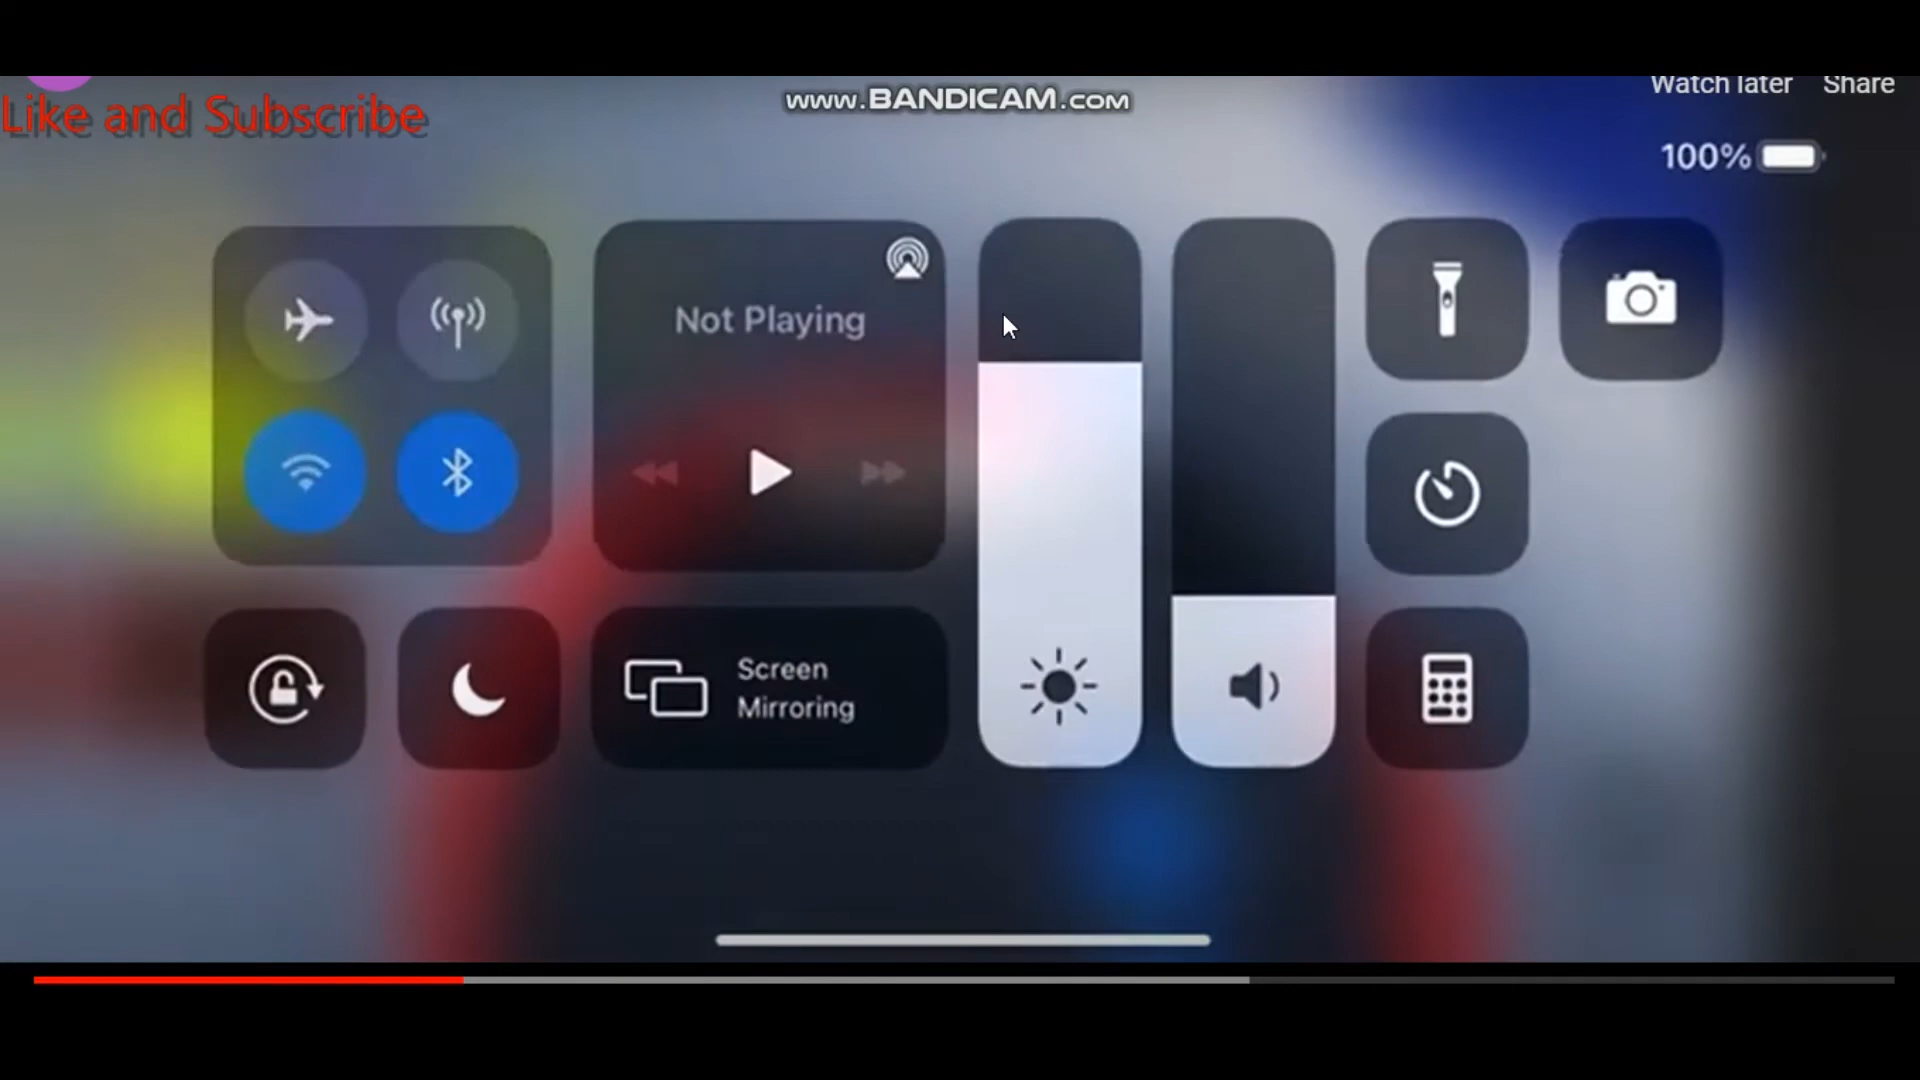 Watch later Share
Like and Subscribe
www.BANDICAM.com
100%
Not Playing
Screen
Mirroring